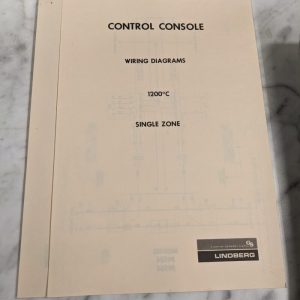 CONTROL CONSOLE
WIRING DIAGRAMS
1200°C
SINGLE ZONE
LINDBERG